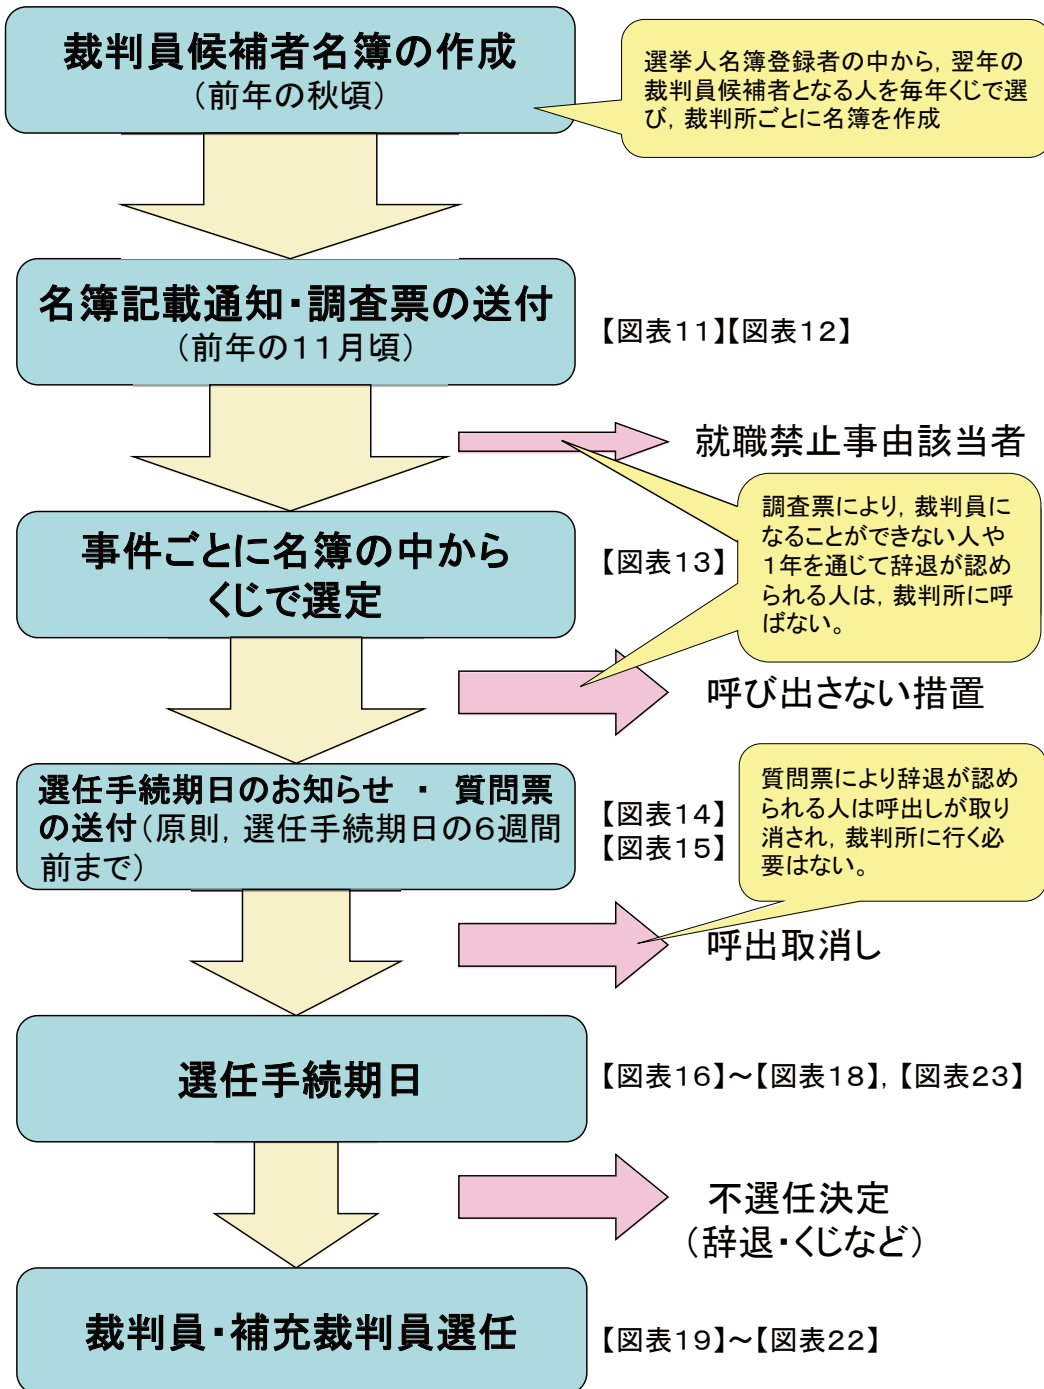 裁判員候補者名簿の作成
（前年の秋頃）
選挙人名簿登録者の中から，翌年の
裁判員候補者となる人を毎年くじで選
び，裁判所ごとに名簿を作成
名簿記載通知・調査票の送付
（前年の１１月頃）
【図表１１】【図表１２】
就職禁止事由該当者
調査票により，裁判員に
なることができない人や
１年を通じて辞退が認め
られる人は，裁判所に呼
ばない。
事件ごとに名簿の中から
くじで選定
【図表１３】
呼び出さない措置
選任手続期日のお知らせ ・ 質問票
の送付（原則，選任手続期日の６週間
前まで）
【図表１４】
【図表１５】
質問票により辞退が認め
られる人は呼出しが取り
消され，裁判所に行く必
要はない。
呼出取消し
選任手続期日
【図表１６】～【図表１８】，【図表２３】
不選任決定
（辞退・くじなど）
裁判員・補充裁判員選任
【図表１９】～【図表２２】